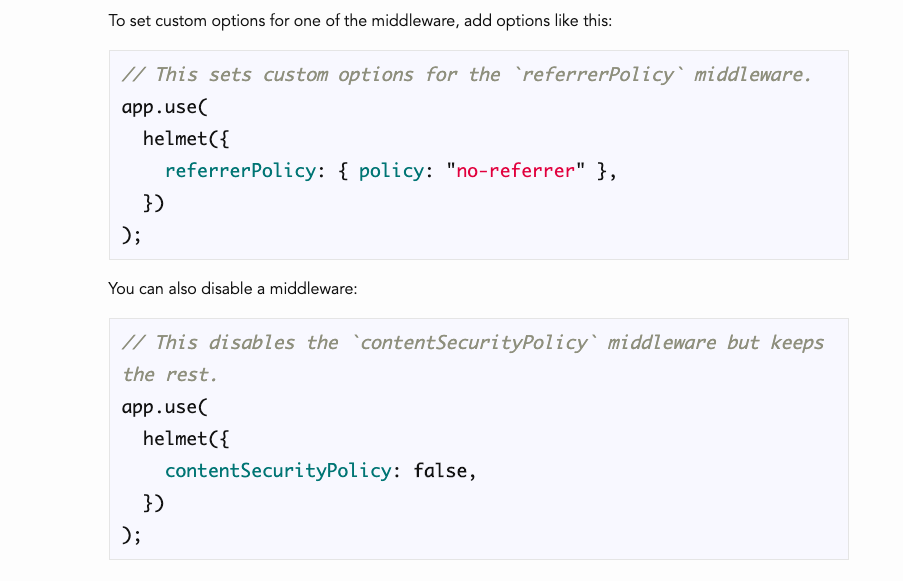 To set custom options for one of the middleware, add options like this:
// This sets custom options for the `referrerPolicy` middleware.
app.use(
  helmet({
    referrerPolicy: { policy: "no-referrer" },
  })
);
You can also disable a middleware:
// This disables the `contentSecurityPolicy` middleware but keeps
the rest.
app.use(
  helmet({
    contentSecurityPolicy: false,
  })
);